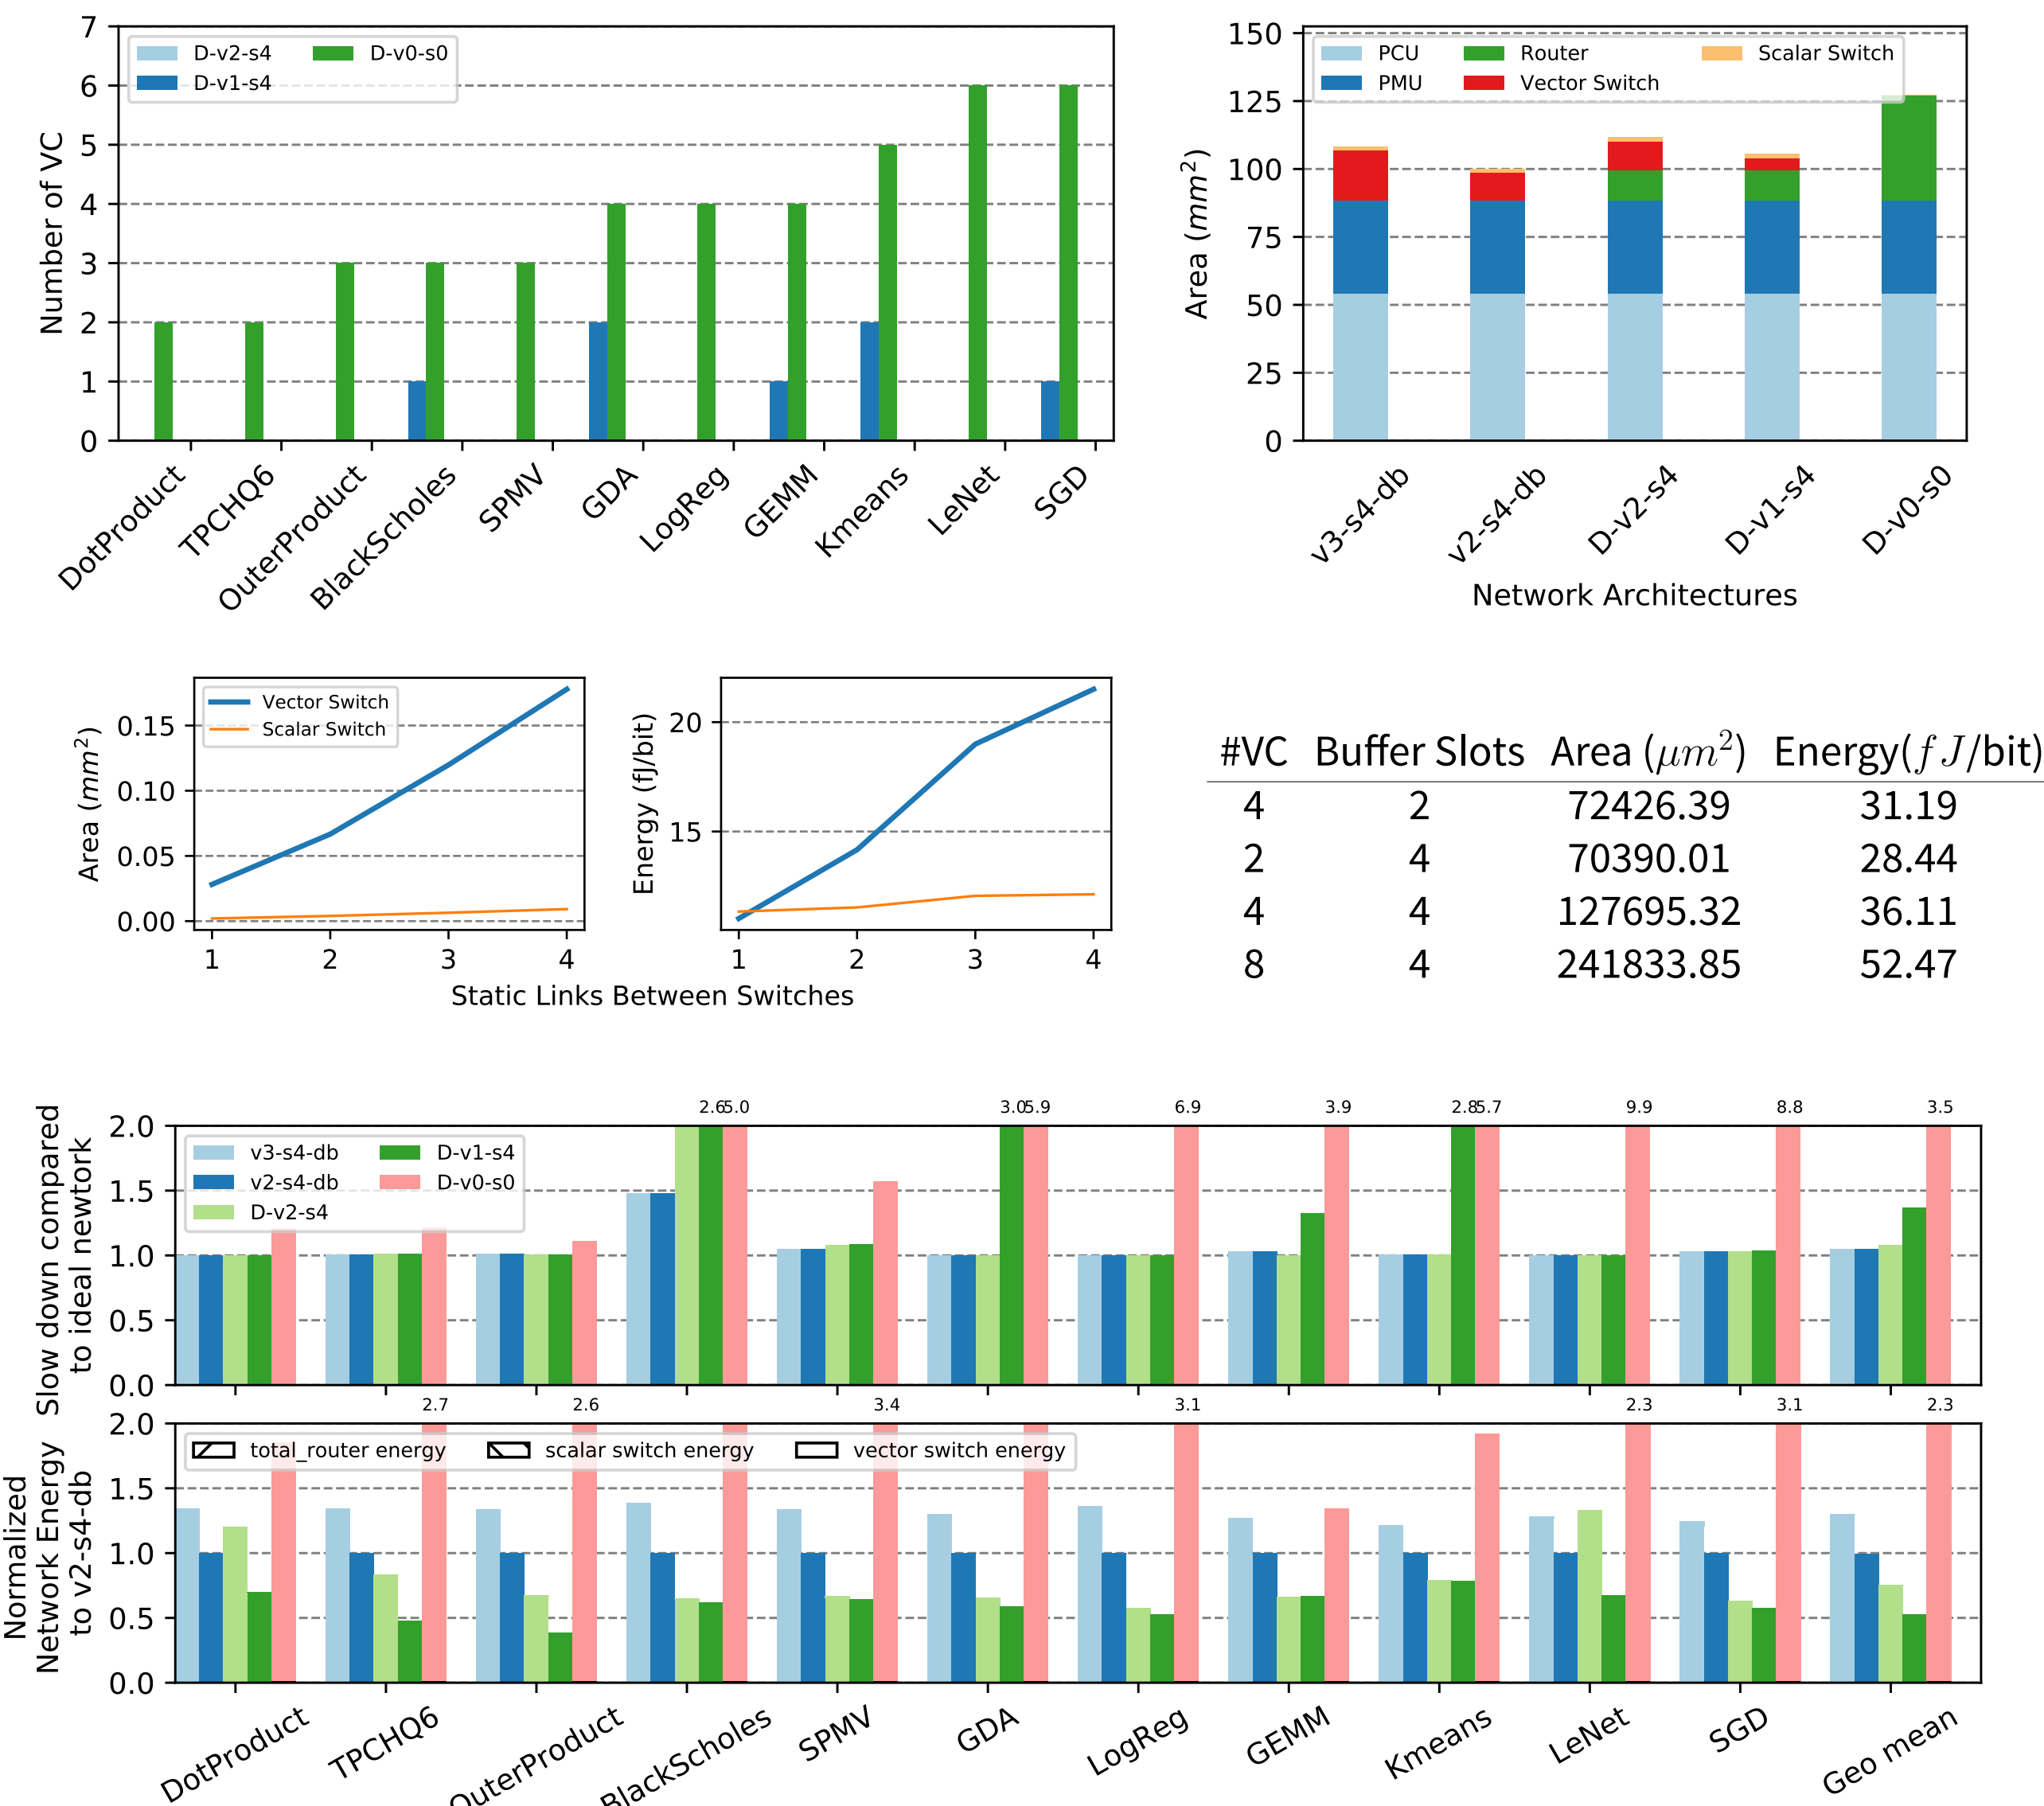 7
6
5
4
3
2
1
0
Number of VC
D-v2-s4
D-v1-s4
D-v0-s0
DotProduct
TPCHQ6
OuterProduct
BlackScholes
SPMV
GDA
LogReg
GEMM
Kmeans
LeNet
SGD
150
125
100
75
50
25
0
Area (mm²)
PCU
PMU
Router
Vector Switch
Scalar Switch
v3-s4-db
v2-s4-db
D-v2-s4
D-v1-s4
D-v0-s0
Network Architectures
0.15
0.10
0.05
0.00
Area (mm²)
Vector Switch
Scalar Switch
1 2 3 4
20
15
Energy (fJ/bit)
1 2 3 4
Static Links Between Switches
#VC Buffer Slots Area (μm²) Energy(fJ/bit)
4 2 72426.39 31.19
2 4 70390.01 28.44
4 4 127695.32 36.11
8 4 241833.85 52.47
2.6 5.0 3.0 5.9 6.9 3.9 2.8 5.7 9.9 8.8 3.5
2.0
1.5
1.0
0.5
0.0
Slow down compared
to ideal newtork
v3-s4-db
v2-s4-db
D-v2-s4
D-v1-s4
D-v0-s0
2.7 2.6 3.4 3.1 2.3 3.1 2.3
2.0
1.5
1.0
0.5
0.0
Normalized
Network Energy
to v2-s4-db
total_router energy
scalar switch energy
vector switch energy
DotProduct
TPCHQ6
OuterProduct
BlackScholes
SPMV
GDA
LogReg
GEMM
Kmeans
LeNet
SGD
Geo mean